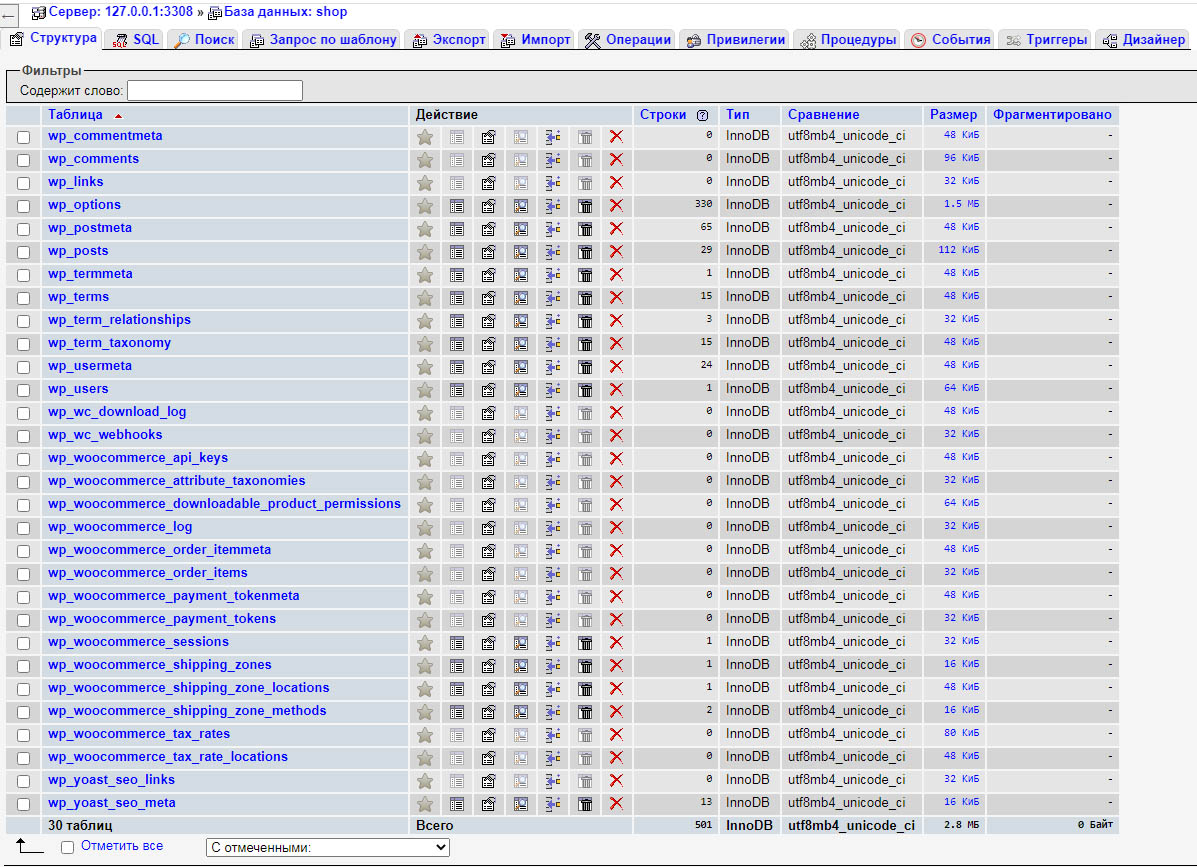 Сервер: 127.0.0.1:3308 » База данных: shop
Структура SQL Поиск Запрос по шаблону Экспорт Импорт Операции Привилегии Процедуры События Триггеры Дизайнер
Фильтры
Содержит слово:
Таблица Действие Строки Тип Сравнение Размер Фрагментировано
wp_commentmeta 0 InnoDB utf8mb4_unicode_ci 48 КиБ -
wp_comments 0 InnoDB utf8mb4_unicode_ci 96 КиБ -
wp_links 0 InnoDB utf8mb4_unicode_ci 32 КиБ -
wp_options 330 InnoDB utf8mb4_unicode_ci 1.5 МБ -
wp_postmeta 65 InnoDB utf8mb4_unicode_ci 48 КиБ -
wp_posts 29 InnoDB utf8mb4_unicode_ci 112 КиБ -
wp_termmeta 1 InnoDB utf8mb4_unicode_ci 48 КиБ -
wp_terms 15 InnoDB utf8mb4_unicode_ci 48 КиБ -
wp_term_relationships 3 InnoDB utf8mb4_unicode_ci 32 КиБ -
wp_term_taxonomy 15 InnoDB utf8mb4_unicode_ci 48 КиБ -
wp_usermeta 24 InnoDB utf8mb4_unicode_ci 48 КиБ -
wp_users 1 InnoDB utf8mb4_unicode_ci 64 КиБ -
wp_wc_download_log 0 InnoDB utf8mb4_unicode_ci 48 КиБ -
wp_wc_webhooks 0 InnoDB utf8mb4_unicode_ci 32 КиБ -
wp_woocommerce_api_keys 0 InnoDB utf8mb4_unicode_ci 48 КиБ -
wp_woocommerce_attribute_taxonomies 0 InnoDB utf8mb4_unicode_ci 32 КиБ -
wp_woocommerce_downloadable_product_permissions 0 InnoDB utf8mb4_unicode_ci 64 КиБ -
wp_woocommerce_log 0 InnoDB utf8mb4_unicode_ci 32 КиБ -
wp_woocommerce_order_itemmeta 0 InnoDB utf8mb4_unicode_ci 48 КиБ -
wp_woocommerce_order_items 0 InnoDB utf8mb4_unicode_ci 32 КиБ -
wp_woocommerce_payment_tokenmeta 0 InnoDB utf8mb4_unicode_ci 48 КиБ -
wp_woocommerce_payment_tokens 0 InnoDB utf8mb4_unicode_ci 32 КиБ -
wp_woocommerce_sessions 1 InnoDB utf8mb4_unicode_ci 32 КиБ -
wp_woocommerce_shipping_zones 1 InnoDB utf8mb4_unicode_ci 16 КиБ -
wp_woocommerce_shipping_zone_locations 1 InnoDB utf8mb4_unicode_ci 48 КиБ -
wp_woocommerce_shipping_zone_methods 2 InnoDB utf8mb4_unicode_ci 16 КиБ -
wp_woocommerce_tax_rates 0 InnoDB utf8mb4_unicode_ci 80 КиБ -
wp_woocommerce_tax_rate_locations 0 InnoDB utf8mb4_unicode_ci 48 КиБ -
wp_yoast_seo_links 0 InnoDB utf8mb4_unicode_ci 32 КиБ -
wp_yoast_seo_meta 13 InnoDB utf8mb4_unicode_ci 16 КиБ -
30 таблиц Всего 501 InnoDB utf8mb4_unicode_ci 2.8 МБ 0 Байт
Отметить все С отмеченными: